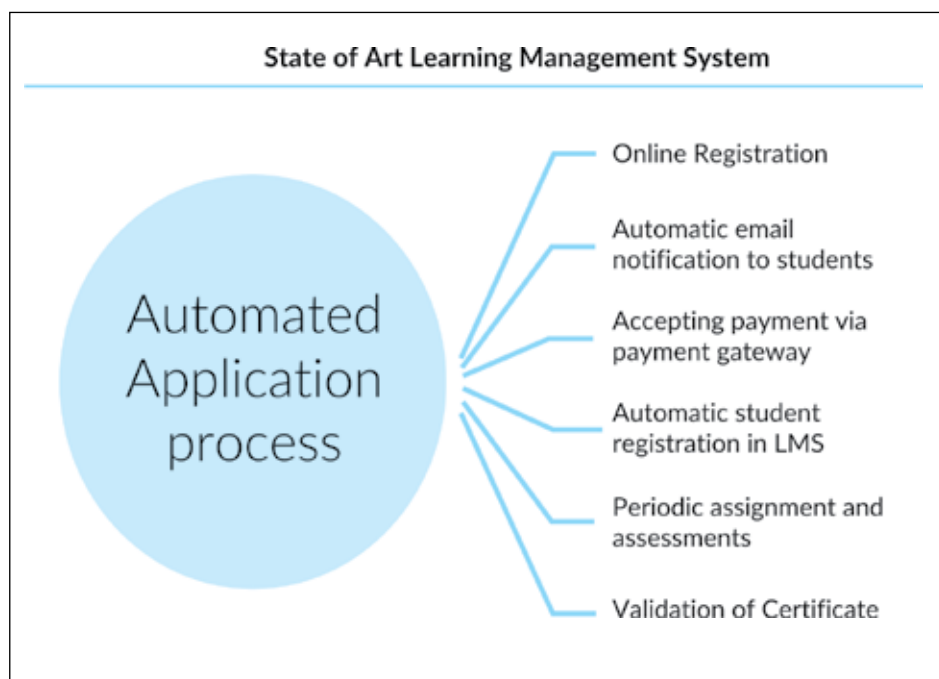 State of Art Learning Management System
Automated
Application
process
Online Registration
Automatic email
notification to students
Accepting payment via
payment gateway
Automatic student
registration in LMS
Periodic assignment and
assessments
Validation of Certificate